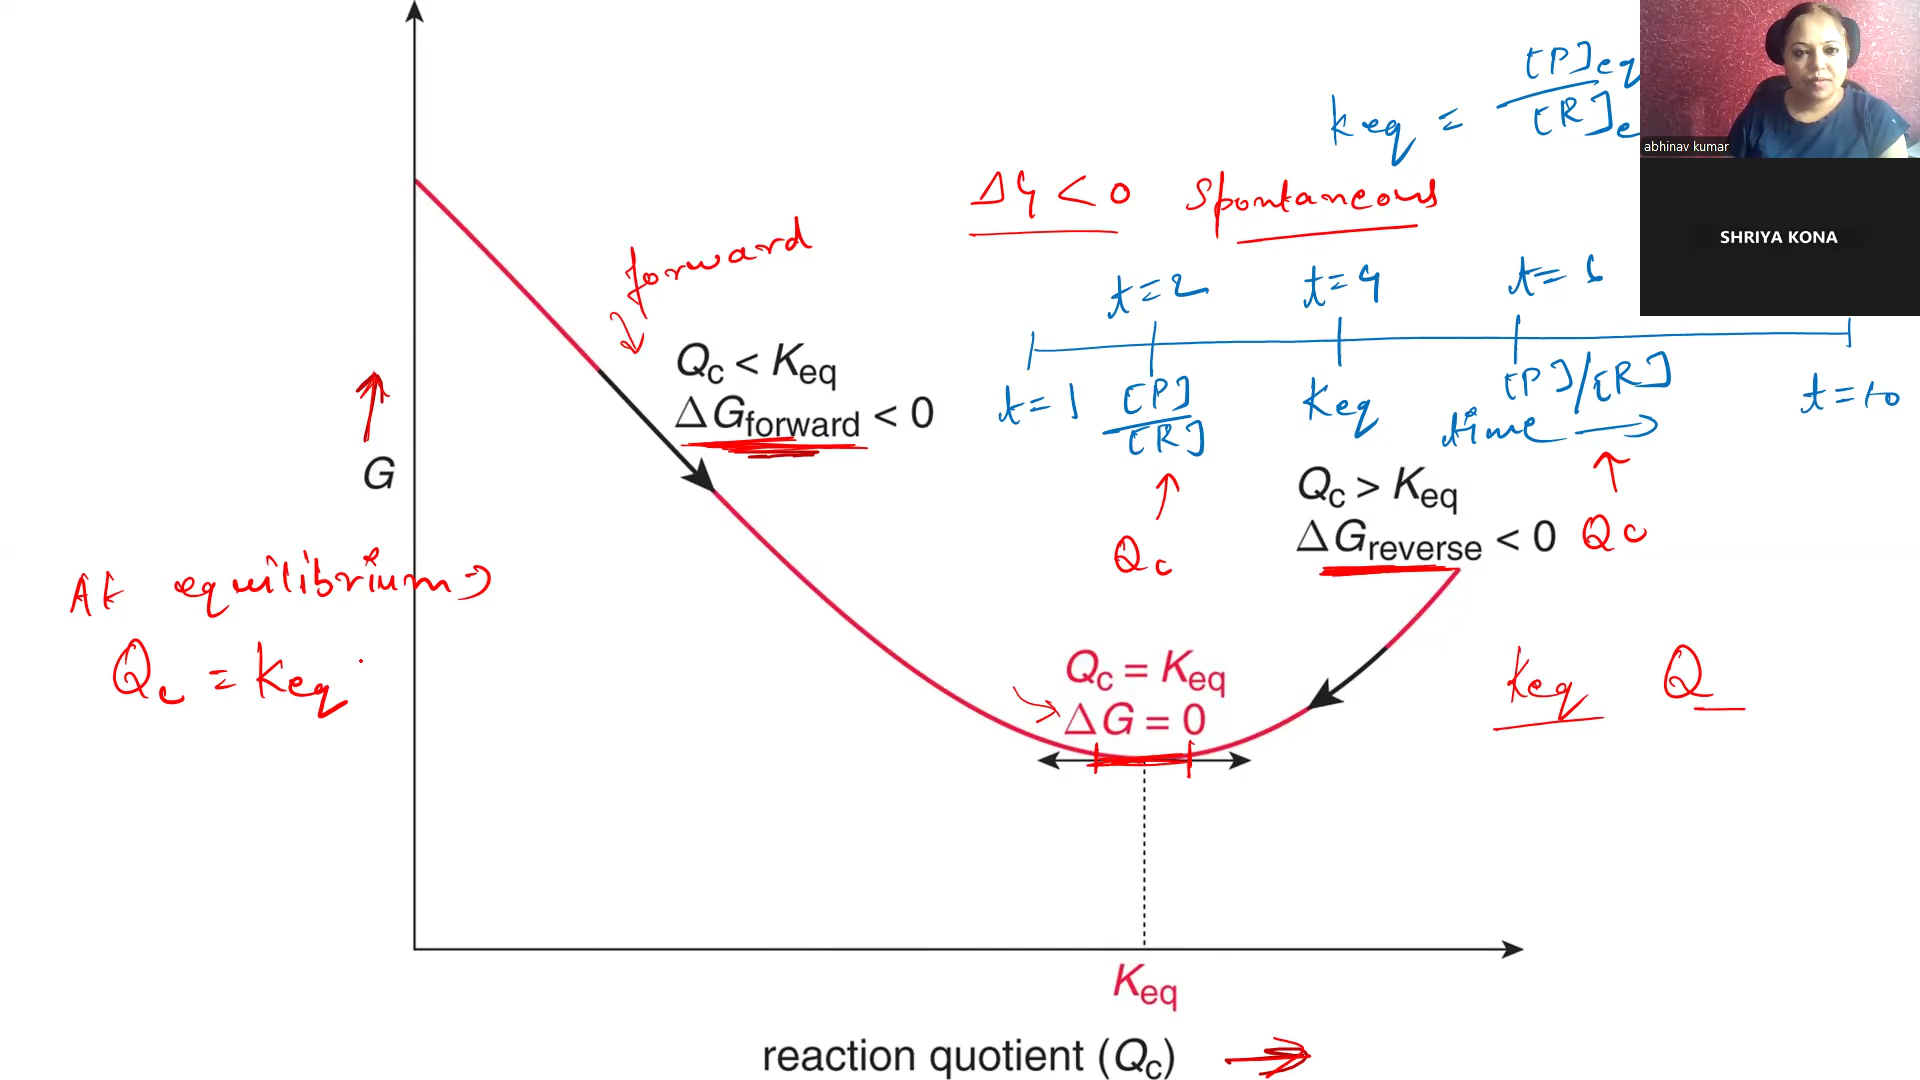 [P]eq
keq =
[R]e
abhinav kumar
ΔG < 0 Spontaneous
SHRIYA KONA
forward
t=2
t=4
t=6
Qc < Keq
ΔGforward < 0
t=1
[P]
[R]
Keq
[P]/[R]
time →
t=10
G
Qc > Keq
ΔGreverse < 0
Qc
Qc
At equilibrium →
Qc = keq
Qc = Keq
ΔG = 0
keq Q
Keq
reaction quotient (Qc)